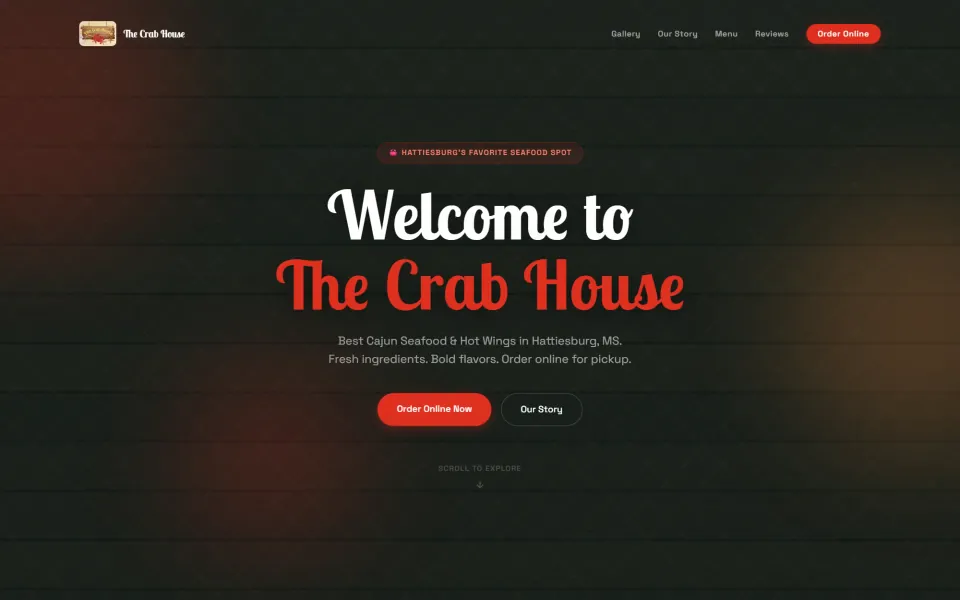 The Crab House
Gallery
Our Story
Menu
Reviews
Order Online
HATTIESBURG'S FAVORITE SEAFOOD SPOT
Welcome to
The Crab House
Best Cajun Seafood & Hot Wings in Hattiesburg, MS.
Fresh ingredients. Bold flavors. Order online for pickup.
Order Online Now
Our Story
SCROLL TO EXPLORE